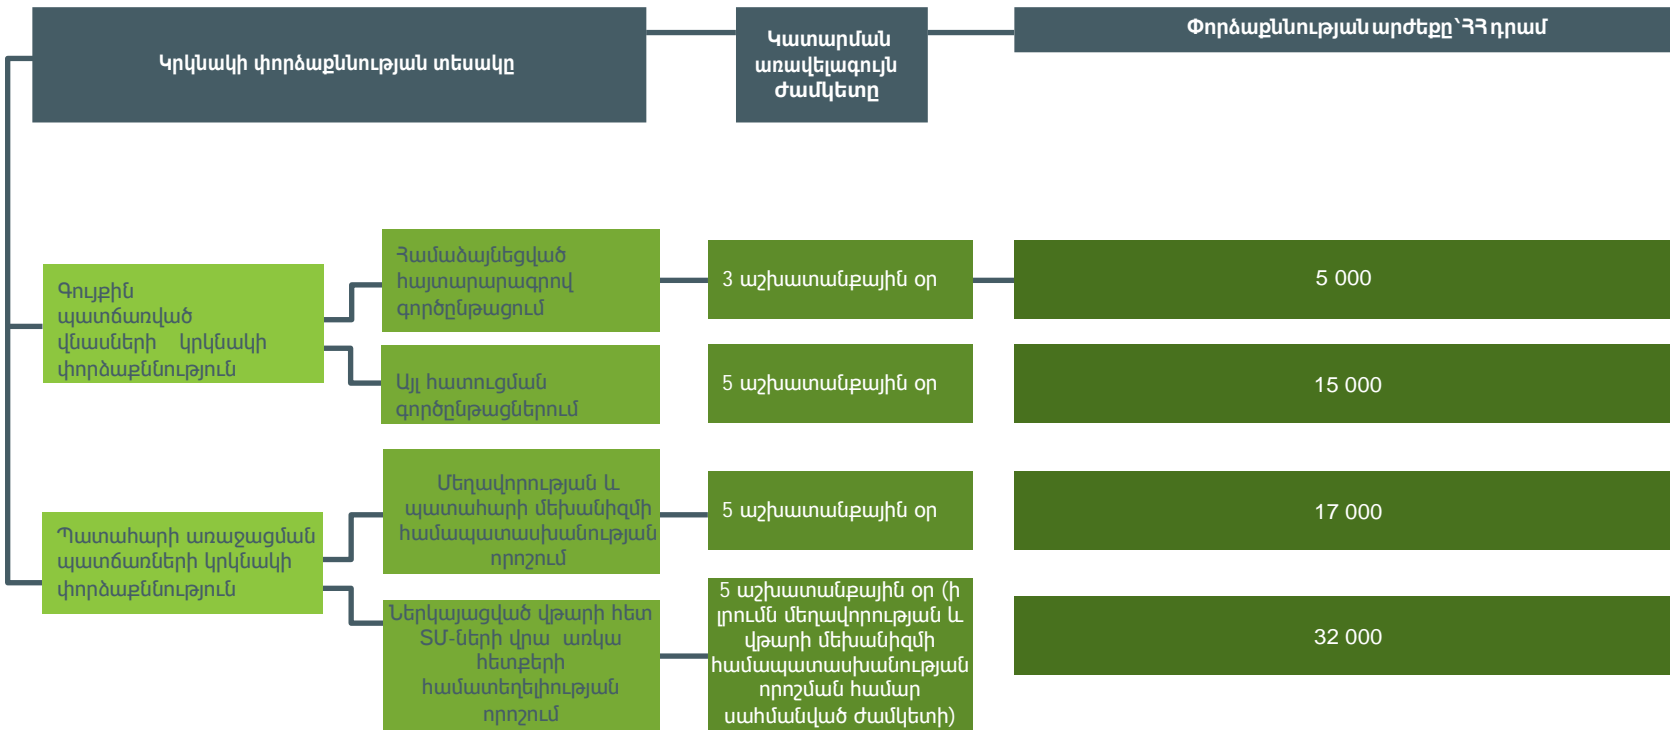 Կրկնակի փորձաքննության տեսակը
Կատարման
առավելագույն
ժամկետը
Փորձաքննության արժեքը՝ ՀՀ դրամ
Գույքին
պատճառված
վնասների կրկնակի
փորձաքննություն
Համաձայնեցված
հայտարարագրով
գործընթացում
3 աշխատանքային օր
5 000
Այլ հատուցման
գործընթացներում
5 աշխատանքային օր
15 000
Պատահարի առաջացման
պատճառների կրկնակի
փորձաքննություն
Մեղավորության և
պատահարի մեխանիզմի
համապատասխանության
որոշում
5 աշխատանքային օր
17 000
Ներկայացված վթարի հետ
ՏՄ-ների վրա առկա
հետքերի
համատեղելիության
որոշում
5 աշխատանքային օր (ի
լրումն մեղավորության և
վթարի մեխանիզմի
համապատասխանության
որոշման համար
սահմանված ժամկետի)
32 000